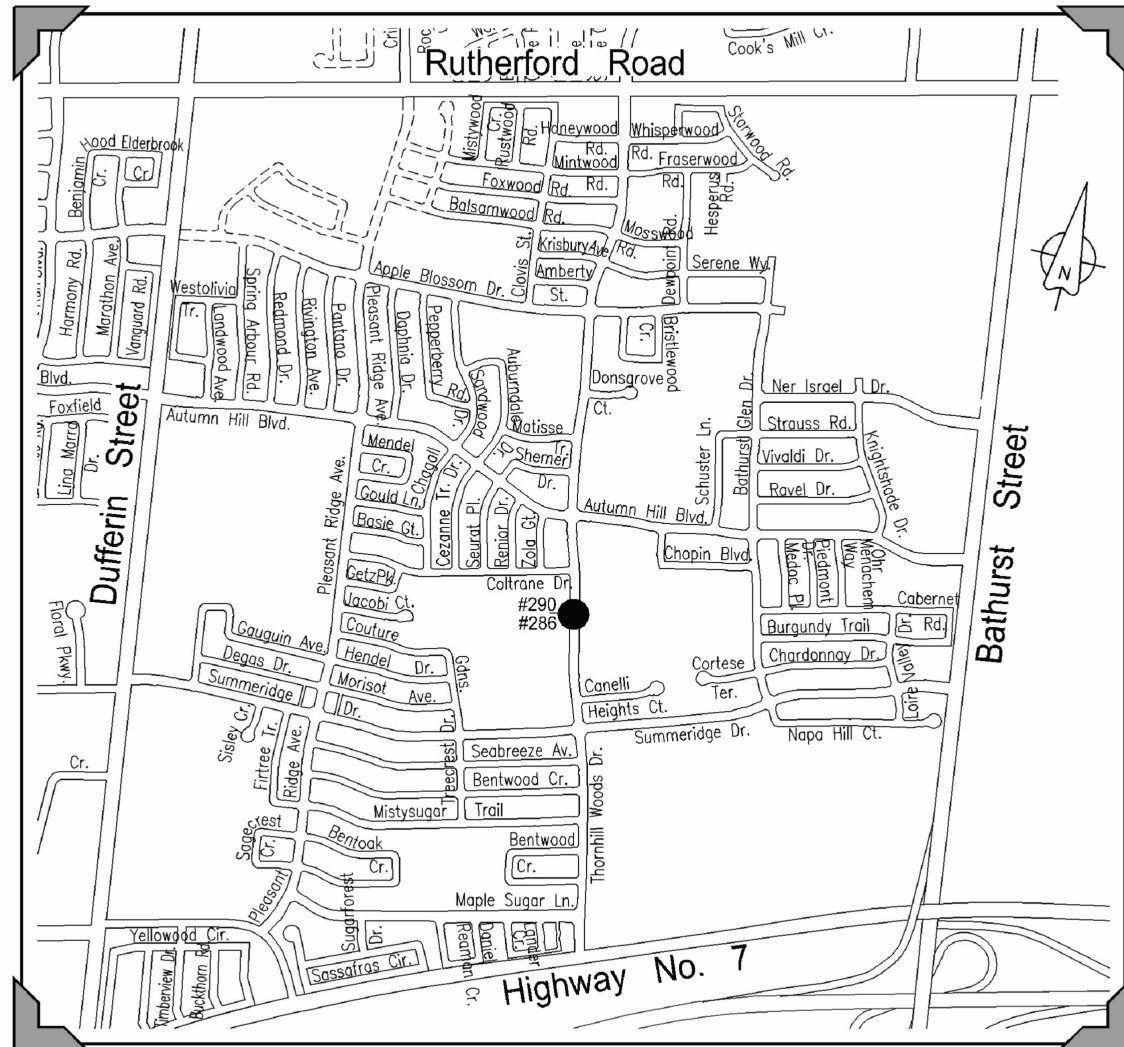 Cook's Mill Cr.
Rutherford Road
Mistywood
Cr.
Rustwood
Rd.
Honeywood
Rd.
Whisperwood
Rd.
Starwood Rd.
Hood
Elderbrook
Cr.
Cr.
Benjamin
Mintwood
Rd.
Fraserwood
Rd.
Hesperus
Rd.
Foxwood
Rd.
Balsamwood
Rd.
Mosswood
Rd.
Krisbury Ave
Clovis St.
Amberty
St.
Dewpoint Rd.
Serene Wy.
Apple Blossom Dr.
Harmony Rd.
Marathon Ave.
Vanguard Rd.
Westolivia
Tr.
Landwood Ave.
Spring Arbour Rd.
Redmond Dr.
Rivington Ave.
Pantano Dr.
Pleasant Ridge Ave.
Daphnia Dr.
Pepperberry
Rd.
Cr.
Bristlewood
Blvd.
Foxfield
Lina Marra
Dr.
Dufferin Street
Autumn Hill Blvd.
Sandwood
Dr.
Auburndale
Dr.
Matisse
Tr.
Shemer
Dr.
Donsgrove
Ct.
Schuster Ln.
Bathurst Glen Dr.
Ner Israel Dr.
Strauss Rd.
Vivaldi Dr.
Ravel Dr.
Knightshade Dr.
Bathurst Street
Mendel
Cr.
Chagall
Dr.
Gould Ln.
Basie Gt.
Cezanne Tr.
Seurat Pl.
Renior Dr.
Zola Gt.
Autumn Hill Blvd.
Chopin Blvd.
Medoc Pl.
Piedmont
Dr.
Ohr
Menachem
Way
Pleasant Ridge Ave.
Getz Pk.
Jacobi Ct.
Coltrane Dr.
#290
#286
Cabernet
Rd.
Burgundy Trail
Chardonnay Dr.
Loire Valley
Dr.
Floral Pkwy.
Gauguin Ave.
Degas Dr.
Summeridge
Dr.
Couture
Gdns.
Hendel Dr.
Morisot Ave.
Canelli
Heights Ct.
Cortese
Ter.
Summeridge Dr.
Napa Hill Ct.
Sisley Cr.
Firtree Tr.
Ridge Ave.
Treecrest Dr.
Seabreeze Av.
Bentwood Cr.
Mistysugar Trail
Thornhill Woods Dr.
Cr.
Sagecrest
Cr.
Bentoak
Cr.
Bentwood
Cr.
Pleasant
Maple Sugar Ln.
Sugarforest
Dr.
Reaman Cr.
Daniel
Lander
Cr.
Yellowood Cir.
Timberview Dr.
Buckthorn Rd.
Sassafras Cir.
Highway No. 7
N